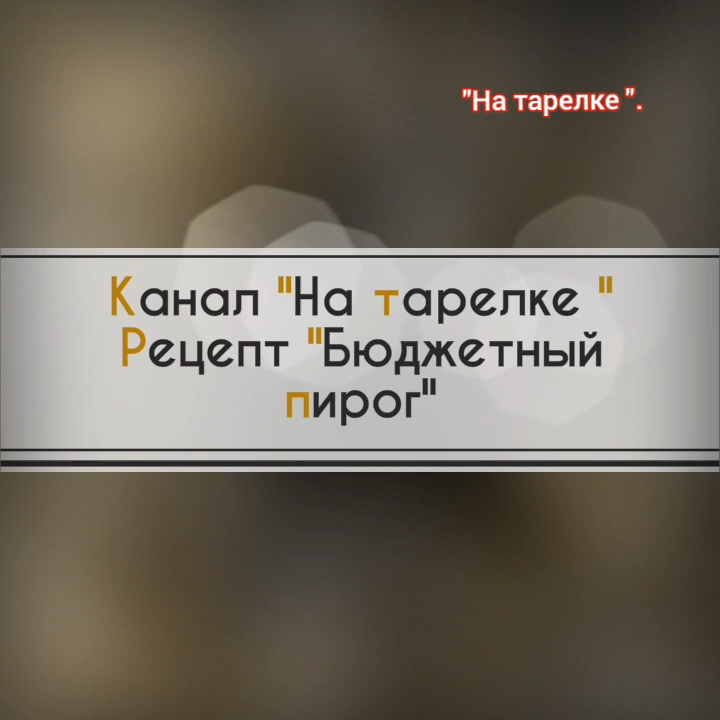 "На тарелке".
Канал "На тарелке "
Рецепт "Бюджетный
пирог"